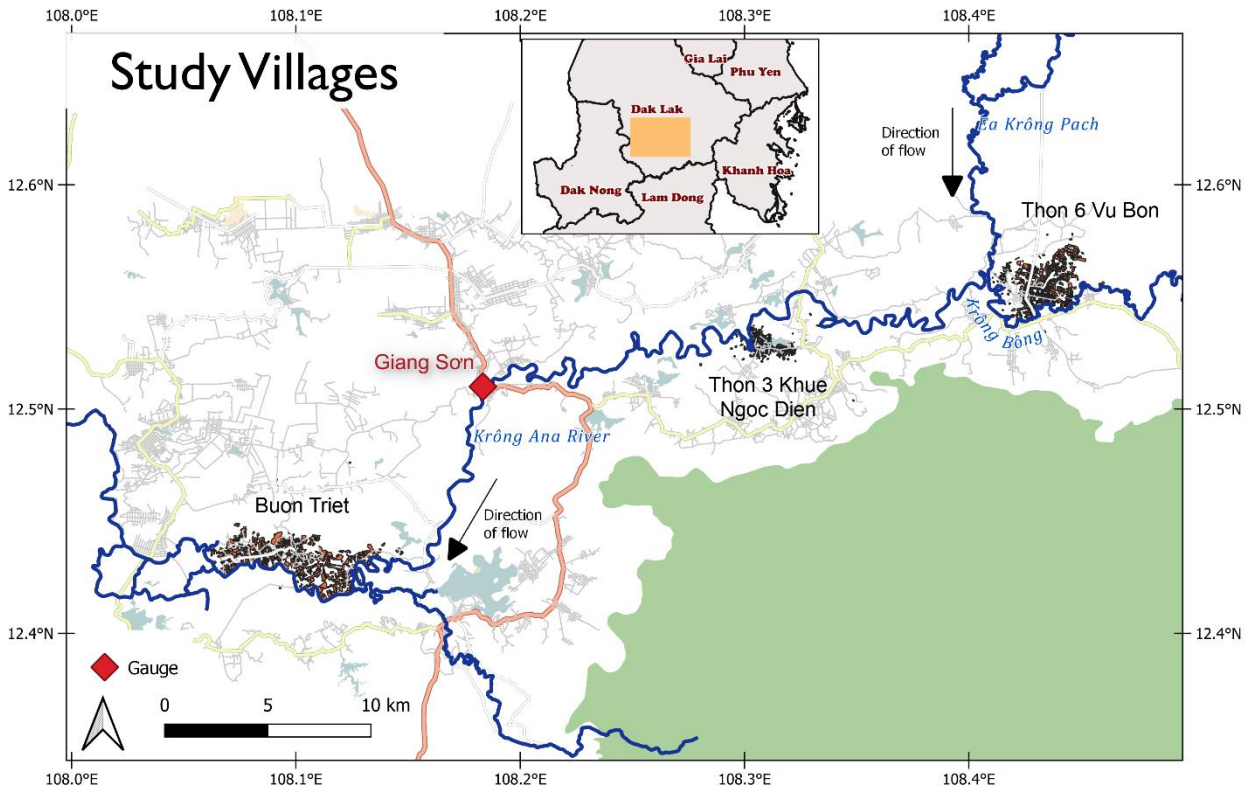 108.0°E
108.1°E
108.2°E
108.3°E
108.4°E
Study Villages
Gia Lai
Phu Yen
Dak Lak
Khanh Hoa
Dak Nong
Lam Dong
Direction
of flow
Ea Krông Pach
12.6°N
12.6°N
Thon 6 Vu Bon
Krông Bông
Giang Sơn
Thon 3 Khue
Ngoc Dien
12.5°N
12.5°N
Krông Ana River
Buon Triet
Direction
of flow
12.4°N
12.4°N
Gauge
0
5
10 km
108.0°E
108.1°E
108.2°E
108.3°E
108.4°E